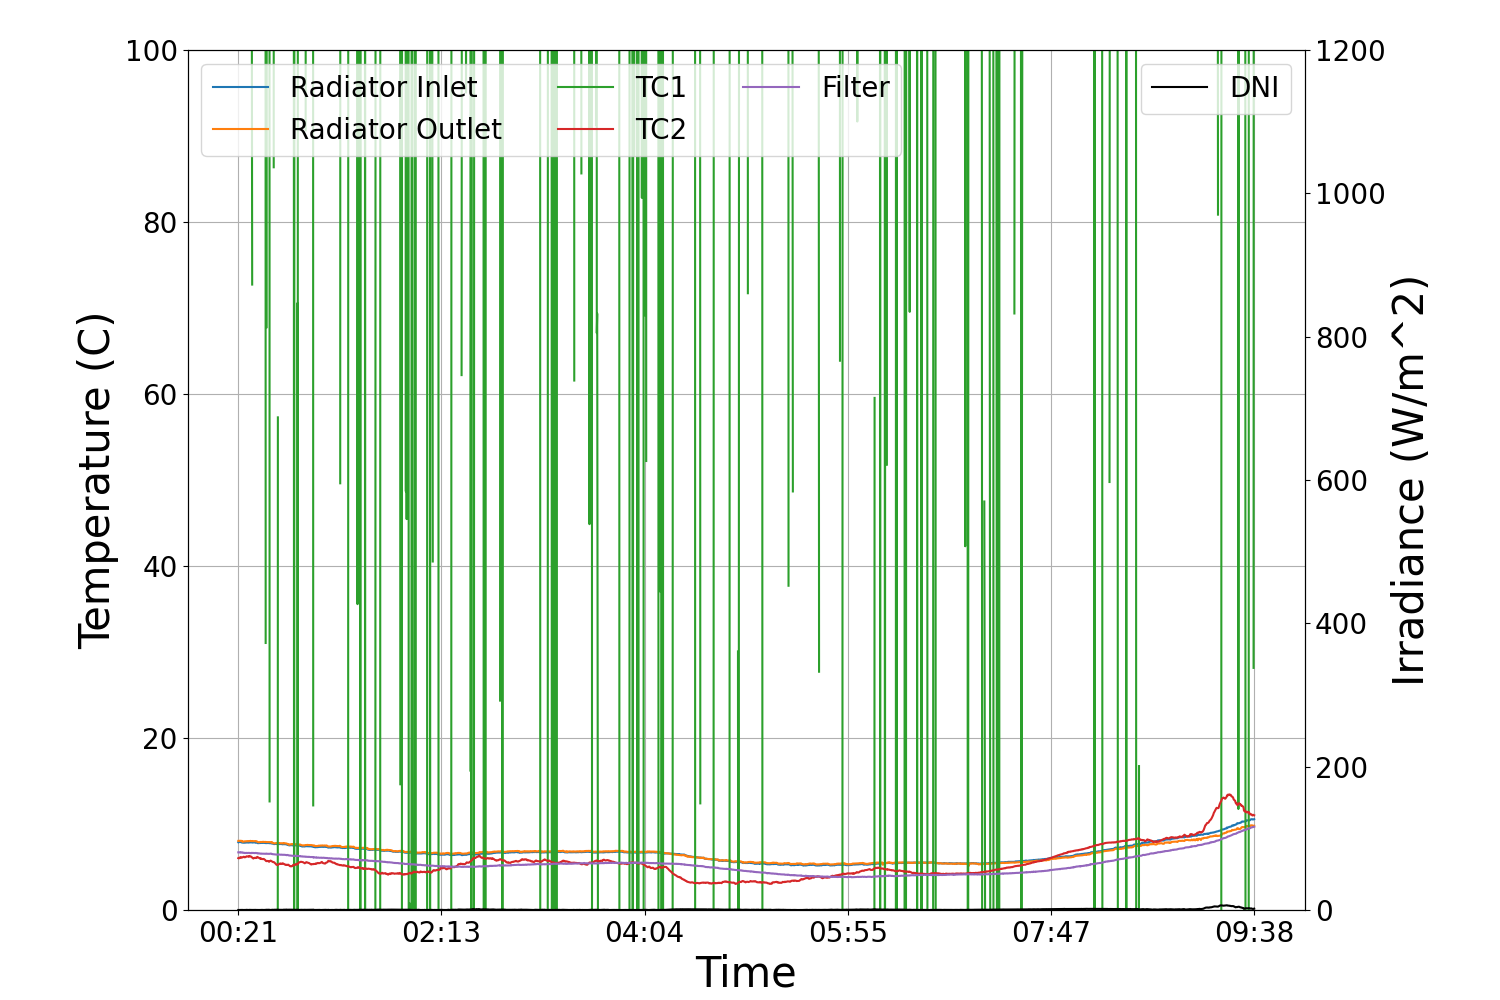 100
80
60
40
20
0
Temperature (C)
Radiator Inlet
Radiator Outlet
TC1
TC2
Filter
DNI
1200
1000
800
600
400
200
0
Irradiance (W/m^2)
00:21 02:13 04:04 05:55 07:47 09:38
Time